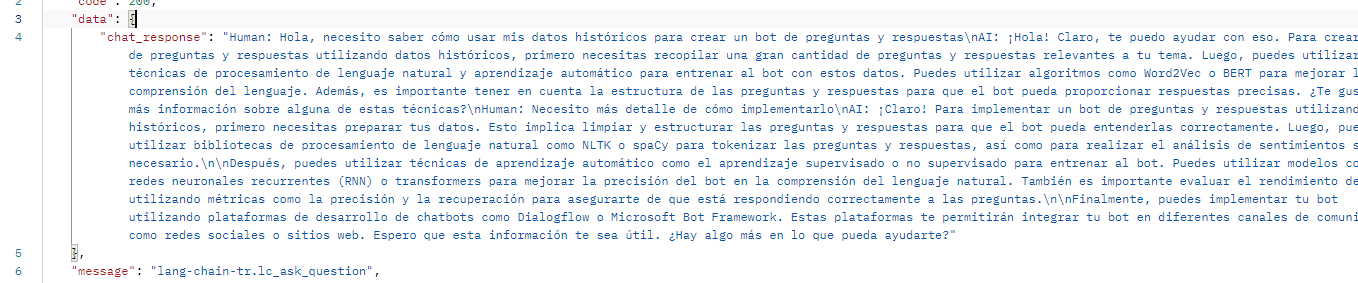 2 "code": 200,
3 "data": {
4 "chat_response": "Human: Hola, necesito saber cómo usar mis datos históricos para crear un bot de preguntas y respuestas\nAI: ¡Hola! Claro, te puedo ayudar con eso. Para crear
de preguntas y respuestas utilizando datos históricos, primero necesitas recopilar una gran cantidad de preguntas y respuestas relevantes a tu tema. Luego, puedes utilizar
técnicas de procesamiento de lenguaje natural y aprendizaje automático para entrenar al bot con estos datos. Puedes utilizar algoritmos como Word2Vec o BERT para mejorar l
comprensión del lenguaje. Además, es importante tener en cuenta la estructura de las preguntas y respuestas para que el bot pueda proporcionar respuestas precisas. ¿Te gus
más información sobre alguna de estas técnicas?\nHuman: Necesito más detalle de cómo implementarlo\nAI: ¡Claro! Para implementar un bot de preguntas y respuestas utilizand
históricos, primero necesitas preparar tus datos. Esto implica limpiar y estructurar las preguntas y respuestas para que el bot pueda entenderlas correctamente. Luego, pue
utilizar bibliotecas de procesamiento de lenguaje natural como NLTK o spaCy para tokenizar las preguntas y respuestas, así como para realizar el análisis de sentimientos s
necesario.\n\nDespués, puedes utilizar técnicas de aprendizaje automático como el aprendizaje supervisado o no supervisado para entrenar al bot. Puedes utilizar modelos co
redes neuronales recurrentes (RNN) o transformers para mejorar la precisión del bot en la comprensión del lenguaje natural. También es importante evaluar el rendimiento de
utilizando métricas como la precisión y la recuperación para asegurarte de que está respondiendo correctamente a las preguntas.\n\nFinalmente, puedes implementar tu bot
utilizando plataformas de desarrollo de chatbots como Dialogflow o Microsoft Bot Framework. Estas plataformas te permitirán integrar tu bot en diferentes canales de comuni
como redes sociales o sitios web. Espero que esta información te sea útil. ¿Hay algo más en lo que pueda ayudarte?"
5 },
6 "message": "lang-chain-tr.lc_ask_question",